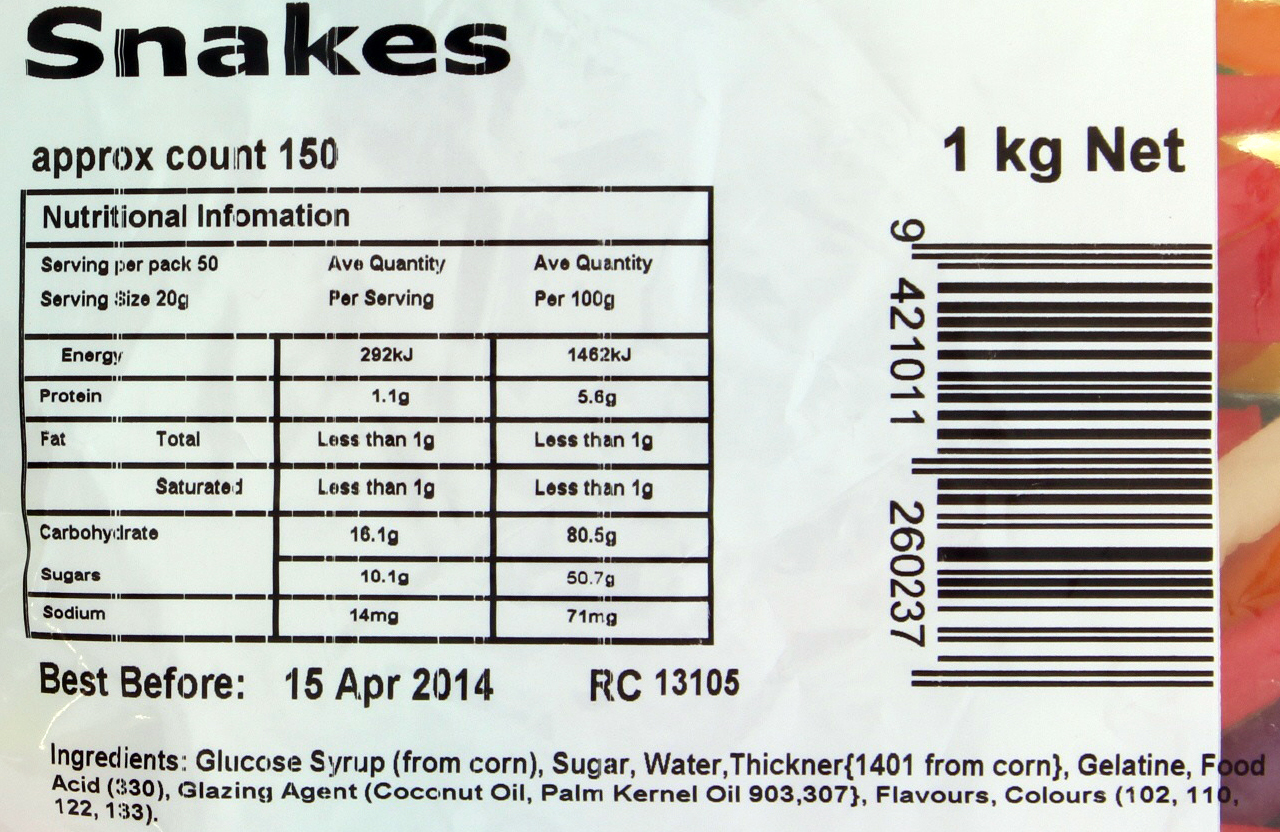 Snakes
approx count 150
1 kg Net
Nutritional Infomation
Serving per pack 50 Ave Quantity Ave Quantity
Serving Size 20g Per Serving Per 100g
Energy 292kJ 1462kJ
Protein 1.1g 5.6g
Fat Total Less than 1g Less than 1g
Saturated Less than 1g Less than 1g
Carbohydrate 16.1g 80.5g
Sugars 10.1g 50.7g
Sodium 14mg 71mg
Best Before: 15 Apr 2014 RC 13105
9 421011 260237
Ingredients: Glucose Syrup (from corn), Sugar, Water,Thickner{1401 from corn}, Gelatine, Food
Acid (330), Glazing Agent (Coconut Oil, Palm Kernel Oil 903,307}, Flavours, Colours (102, 110,
122, 133).